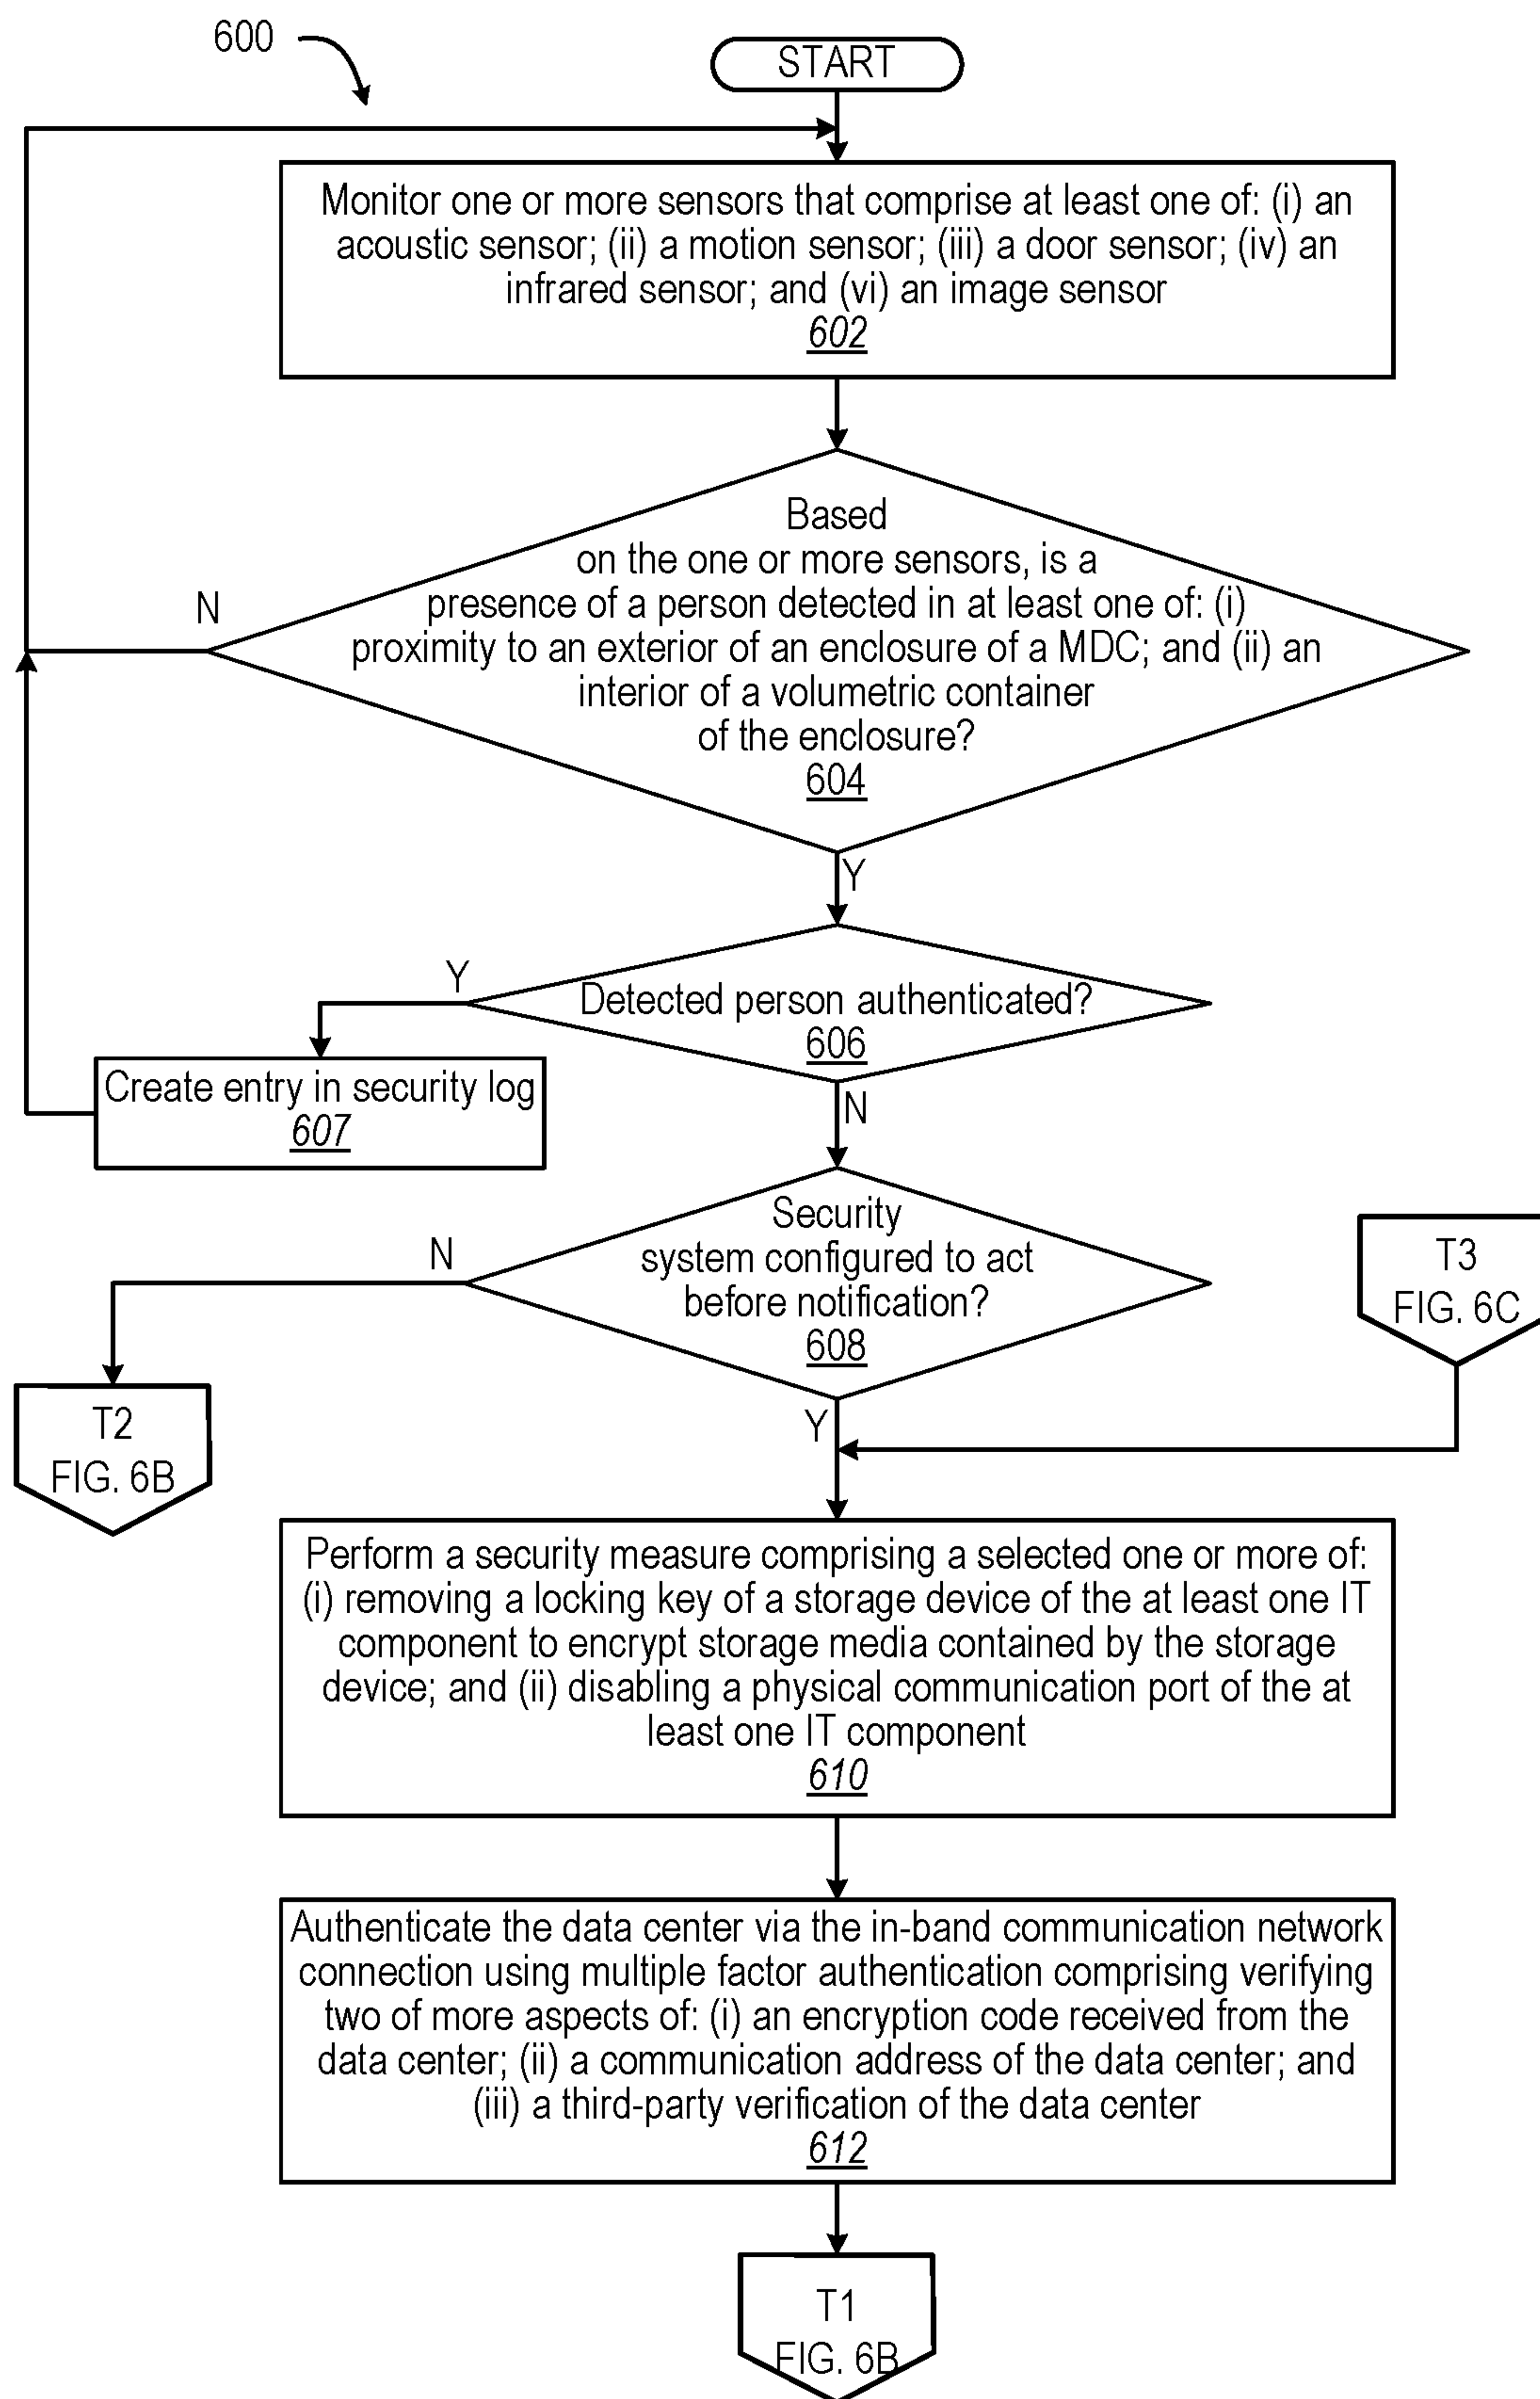 600
START
Monitor one or more sensors that comprise at least one of: (i) an
acoustic sensor; (ii) a motion sensor; (iii) a door sensor; (iv) an
infrared sensor; and (vi) an image sensor
602
Based
on the one or more sensors, is a
presence of a person detected in at least one of: (i)
proximity to an exterior of an enclosure of a MDC; and (ii) an
interior of a volumetric container
of the enclosure?
604
N
Y
Detected person authenticated?
606
Y
Create entry in security log
607
N
Security
system configured to act
before notification?
608
N
T2
FIG. 6B
T3
FIG. 6C
Y
Perform a security measure comprising a selected one or more of:
(i) removing a locking key of a storage device of the at least one IT
component to encrypt storage media contained by the storage
device; and (ii) disabling a physical communication port of the at
least one IT component
610
Authenticate the data center via the in-band communication network
connection using multiple factor authentication comprising verifying
two of more aspects of: (i) an encryption code received from the
data center; (ii) a communication address of the data center; and
(iii) a third-party verification of the data center
612
T1
FIG. 6B